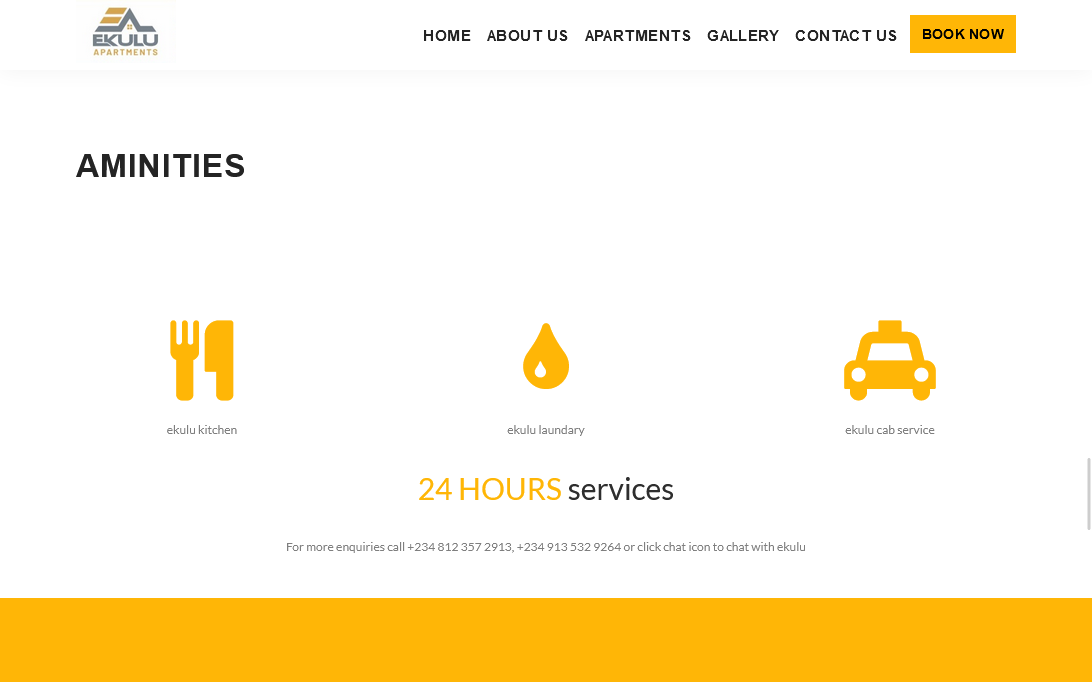 EKULU
APARTMENTS
HOME ABOUT US APARTMENTS GALLERY CONTACT US BOOK NOW
AMINITIES
ekulu kitchen
ekulu laundary
ekulu cab service
24 HOURS services
For more enquiries call +234 812 357 2913, +234 913 532 9264 or click chat icon to chat with ekulu